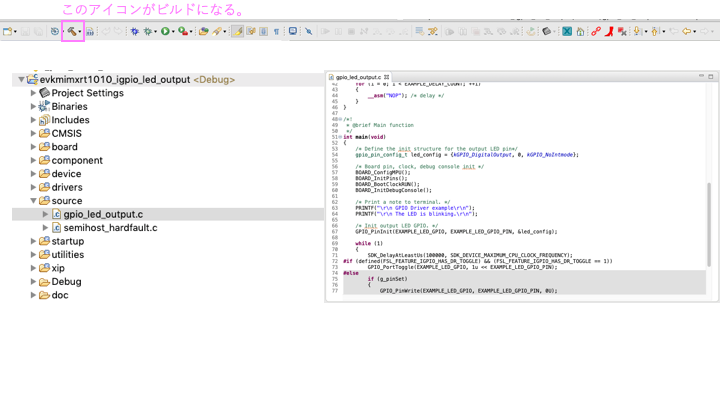 このアイコンがビルドになる。
evkmimxrt1010_igpio_led_output <Debug>
Project Settings
Binaries
Includes
CMSIS
board
component
device
drivers
source
gpio_led_output.c
semihost_hardfault.c
startup
utilities
xip
Debug
doc
gpio_led_output.c
42 for (i = 0; i < EXAMPLE_DELAY_COUNT; ++i)
43 {
44 __asm("NOP"); /* delay */
45 }
46 }
47
48 /*!
49 * @brief Main function
50 */
51 int main(void)
52 {
53 /* Define the init structure for the output LED pin*/
54 gpio_pin_config_t led_config = {kGPIO_DigitalOutput, 0, kGPIO_NoIntmode};
55
56 /* Board pin, clock, debug console init */
57 BOARD_ConfigMPU();
58 BOARD_InitPins();
59 BOARD_BootClockRUN();
60 BOARD_InitDebugConsole();
61
62 /* Print a note to terminal. */
63 PRINTF("\r\n GPIO Driver example\r\n");
64 PRINTF("\r\n The LED is blinking.\r\n");
65
66 /* Init output LED GPIO. */
67 GPIO_PinInit(EXAMPLE_LED_GPIO, EXAMPLE_LED_GPIO_PIN, &led_config);
68
69 while (1)
70 {
71 SDK_DelayAtLeastUs(100000, SDK_DEVICE_MAXIMUM_CPU_CLOCK_FREQUENCY);
72 #if (defined(FSL_FEATURE_IGPIO_HAS_DR_TOGGLE) && (FSL_FEATURE_IGPIO_HAS_DR_TOGGLE == 1))
73 GPIO_PortToggle(EXAMPLE_LED_GPIO, 1u << EXAMPLE_LED_GPIO_PIN);
74 #else
75 if (g_pinSet)
76 {
77 GPIO_PinWrite(EXAMPLE_LED_GPIO, EXAMPLE_LED_GPIO_PIN, 0U);